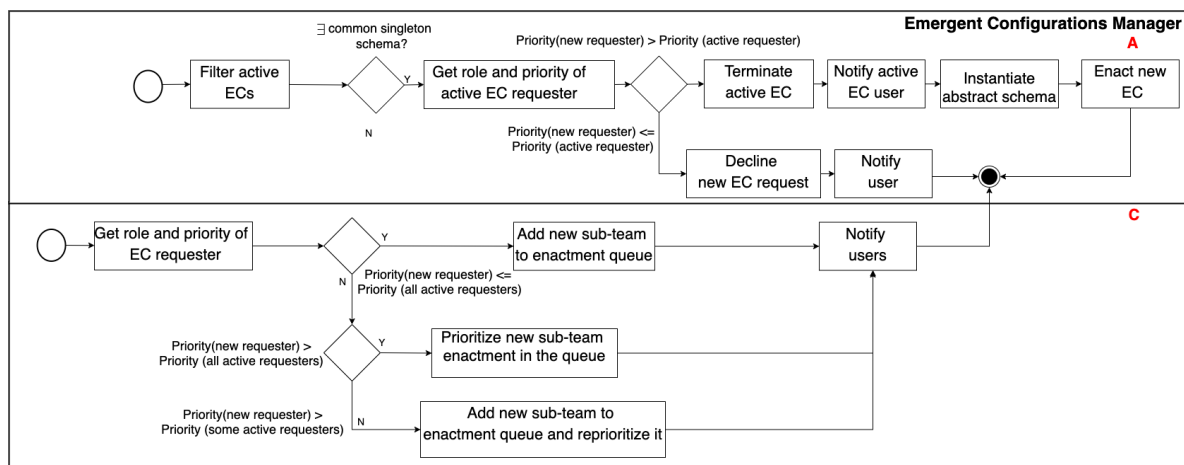 Emergent Configurations Manager
A
∃ common singleton
schema?
Priority(new requester) > Priority (active requester)
Filter active
ECs
Y
N
Get role and priority of
active EC requester
Terminate
active EC
Notify active
EC user
Instantiate
abstract schema
Enact new
EC
Priority(new requester) <=
Priority (active requester)
Decline
new EC request
Notify
user
C
Get role and priority of
EC requester
Y
Add new sub-team
to enactment queue
Notify
users
N
Priority(new requester) <=
Priority (all active requesters)
Priority(new requester) >
Priority (all active requesters)
Y
Prioritize new sub-team
enactment in the queue
Priority(new requester) >
Priority (some active requesters)
N
Add new sub-team to
enactment queue and reprioritize it